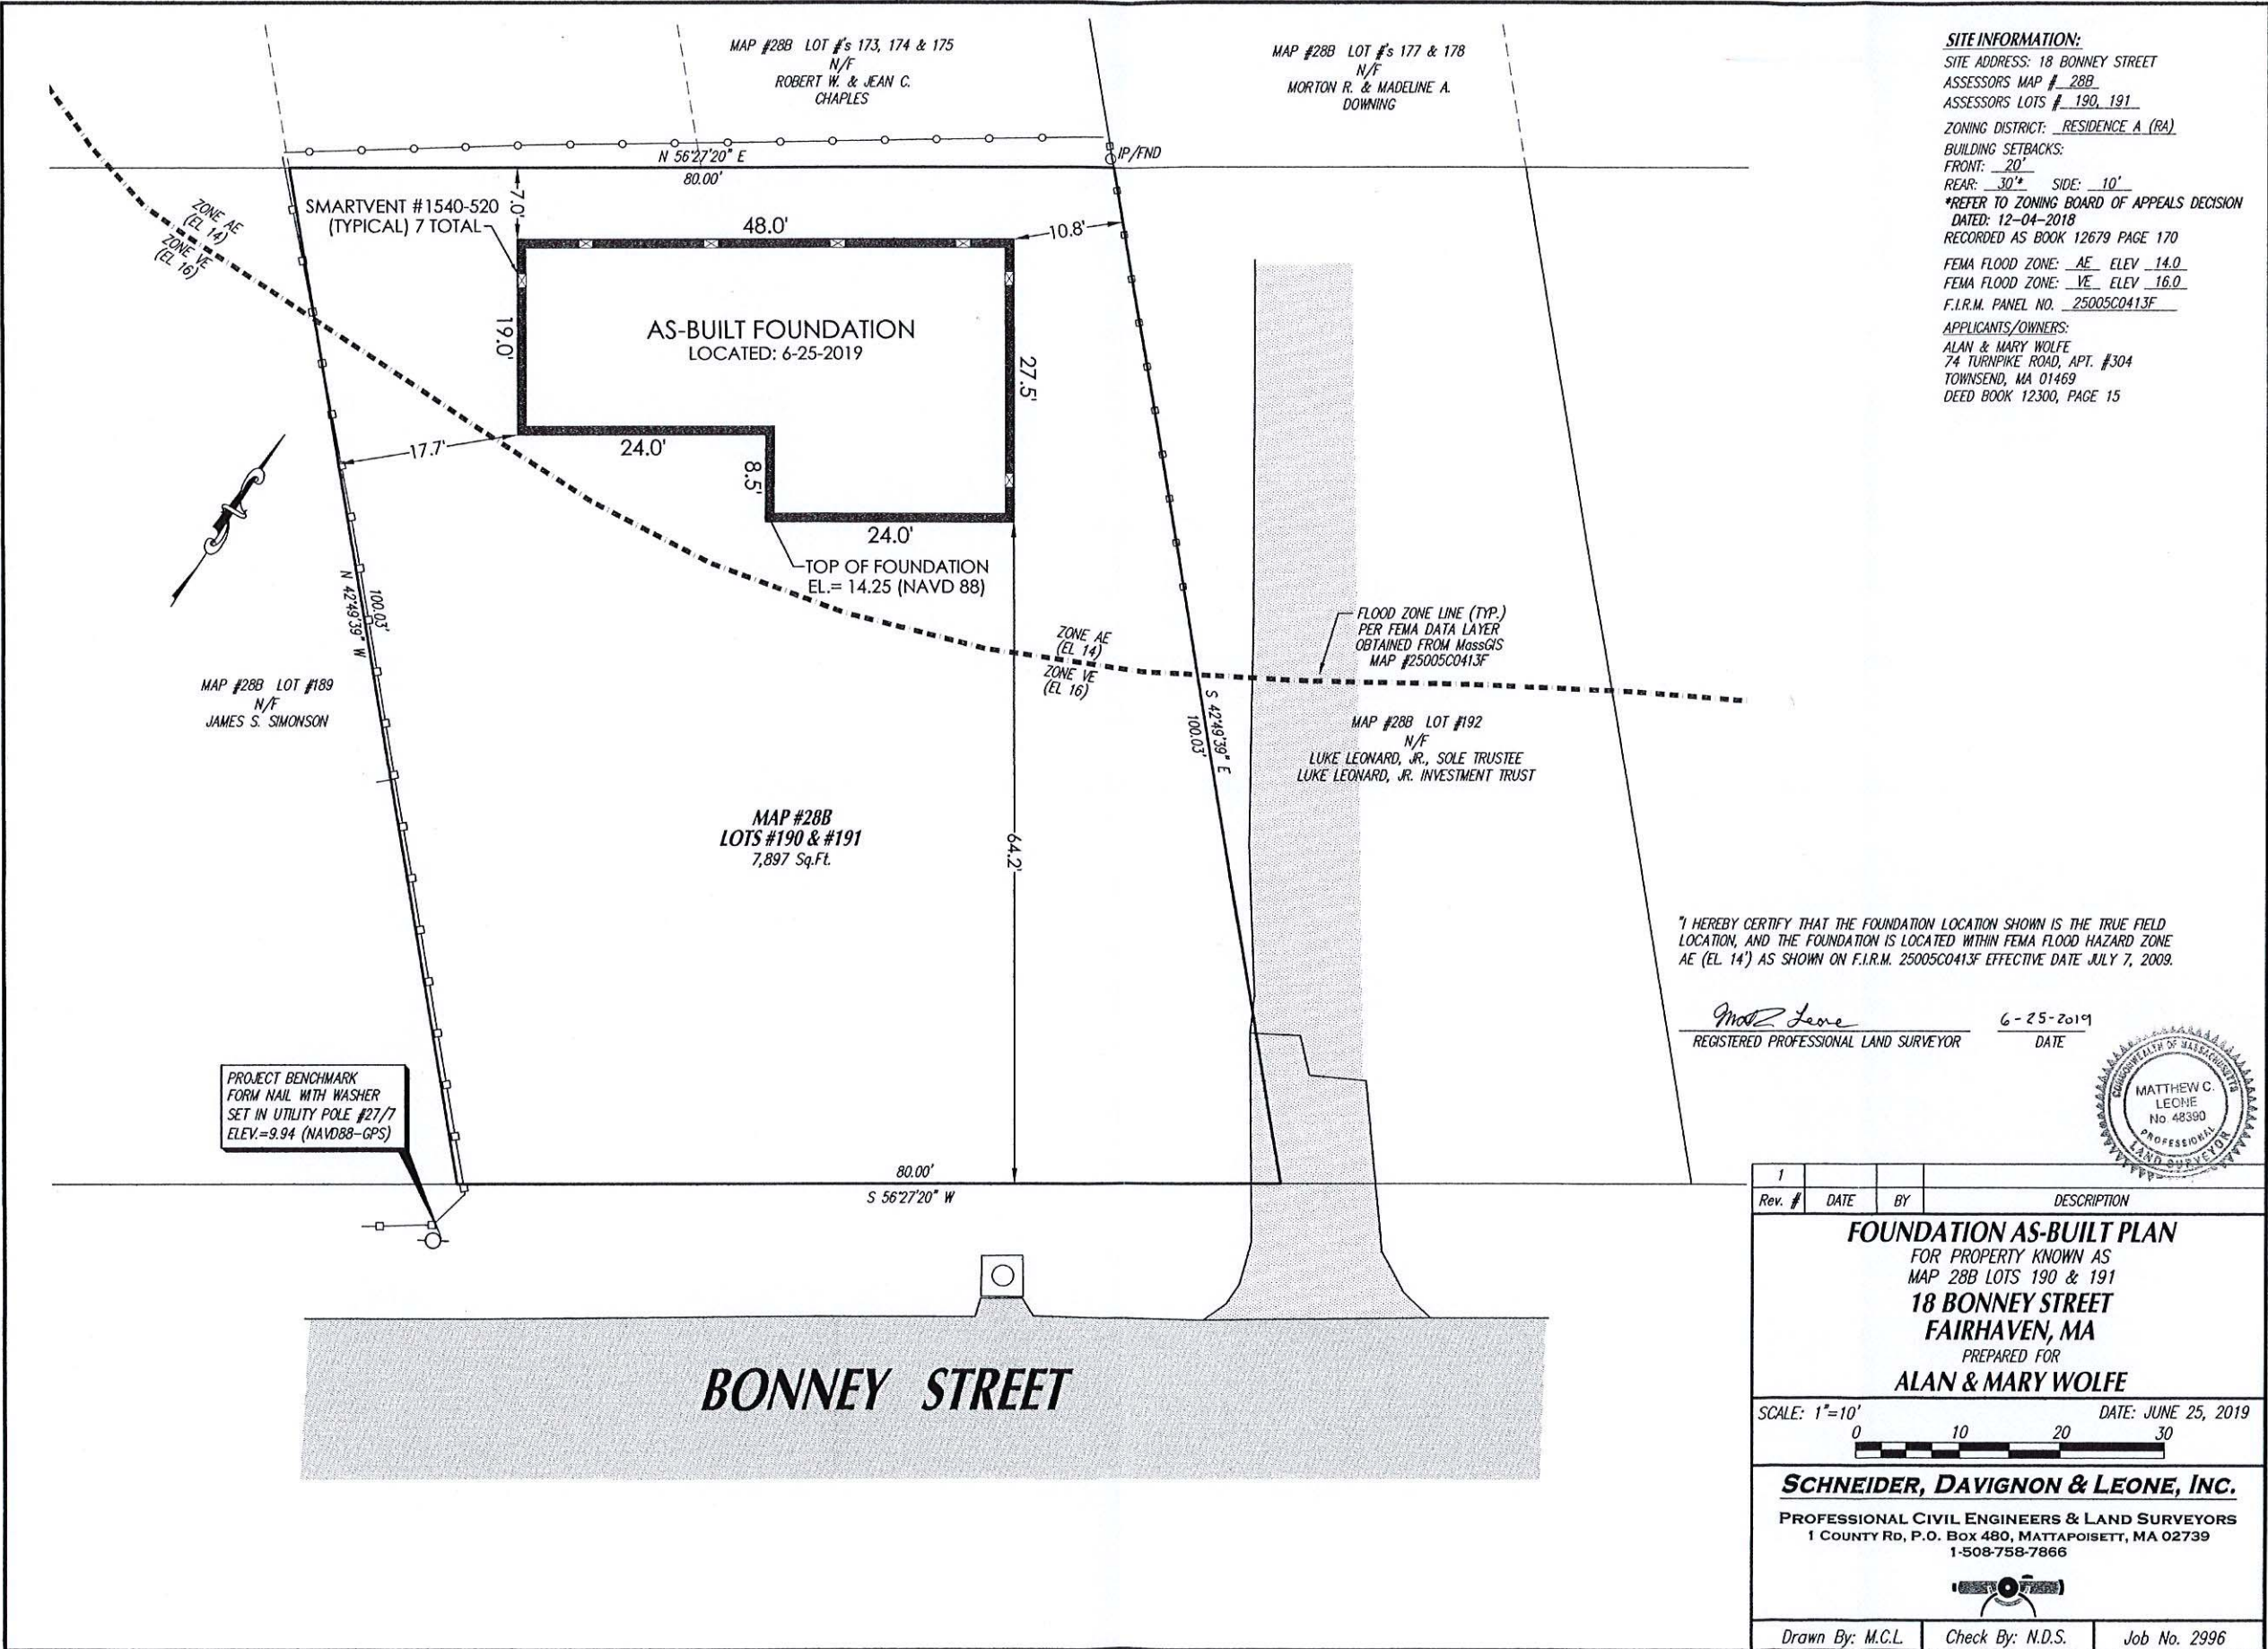 MAP #28B LOT #'s 173, 174 & 175
N/F
ROBERT W. & JEAN C.
CHAPLES
MAP #28B LOT #'s 177 & 178
N/F
MORTON R. & MADELINE A.
DOWNING
SITE INFORMATION:
SITE ADDRESS: 18 BONNEY STREET
ASSESSORS MAP # 28B
ASSESSORS LOTS # 190, 191
ZONING DISTRICT: RESIDENCE A (RA)
BUILDING SETBACKS:
FRONT: 20'
REAR: 30'* SIDE: 10'
*REFER TO ZONING BOARD OF APPEALS DECISION
DATED: 12-04-2018
RECORDED AS BOOK 12679 PAGE 170
FEMA FLOOD ZONE: AE ELEV 14.0
FEMA FLOOD ZONE: VE ELEV 16.0
F.I.R.M. PANEL NO. 25005C0413F
APPLICANTS/OWNERS:
ALAN & MARY WOLFE
74 TURNPIKE ROAD, APT. #304
TOWNSEND, MA 01469
DEED BOOK 12300, PAGE 15
N 56°27'20" E
80.00'
IP/FND
ZONE AE
(EL 14)
ZONE VE
(EL 16)
SMARTVENT #1540-520
(TYPICAL) 7 TOTAL
7.0'
48.0'
10.8'
19.0'
AS-BUILT FOUNDATION
LOCATED: 6-25-2019
27.5'
17.7'
24.0'
8.5'
24.0'
TOP OF FOUNDATION
EL.= 14.25 (NAVD 88)
100.03'
N 42°49'39" W
ZONE AE
(EL 14)
ZONE VE
(EL 16)
FLOOD ZONE LINE (TYP.)
PER FEMA DATA LAYER
OBTAINED FROM MassGIS
MAP #25005C0413F
S 42°49'39" E
100.03'
MAP #28B LOT #189
N/F
JAMES S. SIMONSON
MAP #28B LOT #192
N/F
LUKE LEONARD, JR., SOLE TRUSTEE
LUKE LEONARD, JR. INVESTMENT TRUST
MAP #28B
LOTS #190 & #191
7,897 Sq.Ft.
64.2'
"I HEREBY CERTIFY THAT THE FOUNDATION LOCATION SHOWN IS THE TRUE FIELD
LOCATION, AND THE FOUNDATION IS LOCATED WITHIN FEMA FLOOD HAZARD ZONE
AE (EL. 14') AS SHOWN ON F.I.R.M. 25005C0413F EFFECTIVE DATE JULY 7, 2009.
6-25-2019
REGISTERED PROFESSIONAL LAND SURVEYOR DATE
COMMONWEALTH OF MASSACHUSETTS
MATTHEW C.
LEONE
No. 48390
PROFESSIONAL
LAND SURVEYOR
PROJECT BENCHMARK
FORM NAIL WITH WASHER
SET IN UTILITY POLE #27/7
ELEV.=9.94 (NAVD88-GPS)
80.00'
S 56°27'20" W
BONNEY STREET
1
Rev. # DATE BY DESCRIPTION
FOUNDATION AS-BUILT PLAN
FOR PROPERTY KNOWN AS
MAP 28B LOTS 190 & 191
18 BONNEY STREET
FAIRHAVEN, MA
PREPARED FOR
ALAN & MARY WOLFE
SCALE: 1"=10' DATE: JUNE 25, 2019
0 10 20 30
SCHNEIDER, DAVIGNON & LEONE, INC.
PROFESSIONAL CIVIL ENGINEERS & LAND SURVEYORS
1 COUNTY RD, P.O. BOX 480, MATTAPOISETT, MA 02739
1-508-758-7866
Drawn By: M.C.L. Check By: N.D.S. Job No. 2996